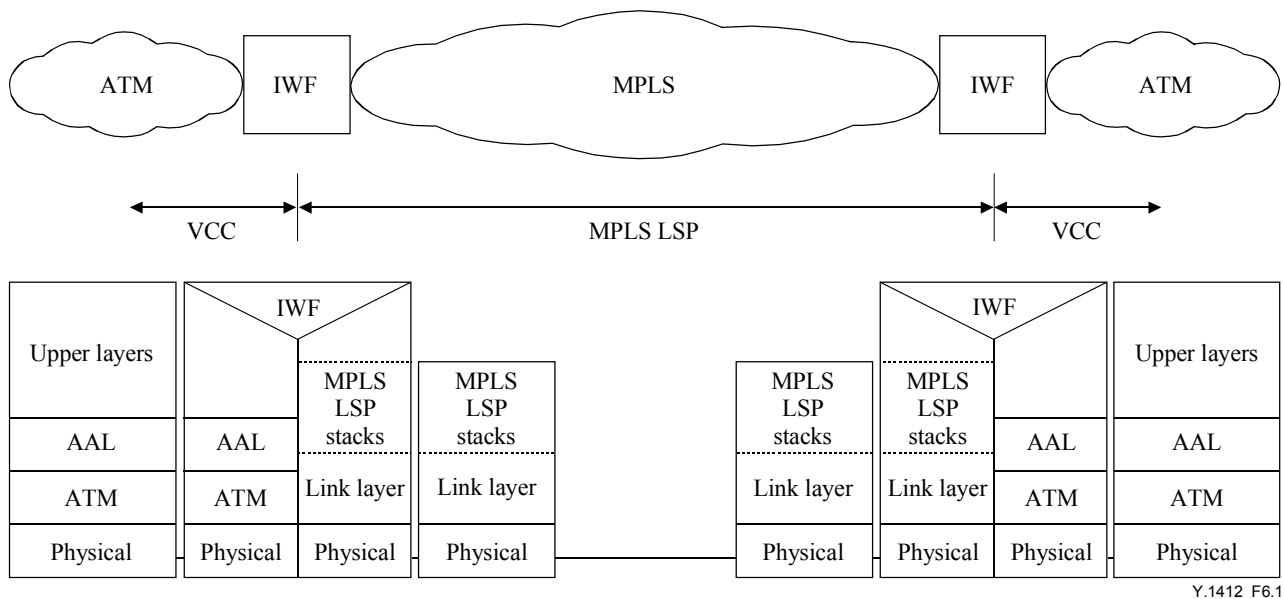 ATM
IWF
MPLS
IWF
ATM
VCC
MPLS LSP
VCC
IWF
IWF
Upper layers
MPLS
LSP
stacks
MPLS
LSP
stacks
MPLS
LSP
stacks
MPLS
LSP
stacks
Upper layers
AAL
AAL
AAL
AAL
ATM
ATM
Link layer
Link layer
Link layer
Link layer
ATM
ATM
Physical
Physical
Physical
Physical
Physical
Physical
Physical
Physical
Y.1412_F6.1